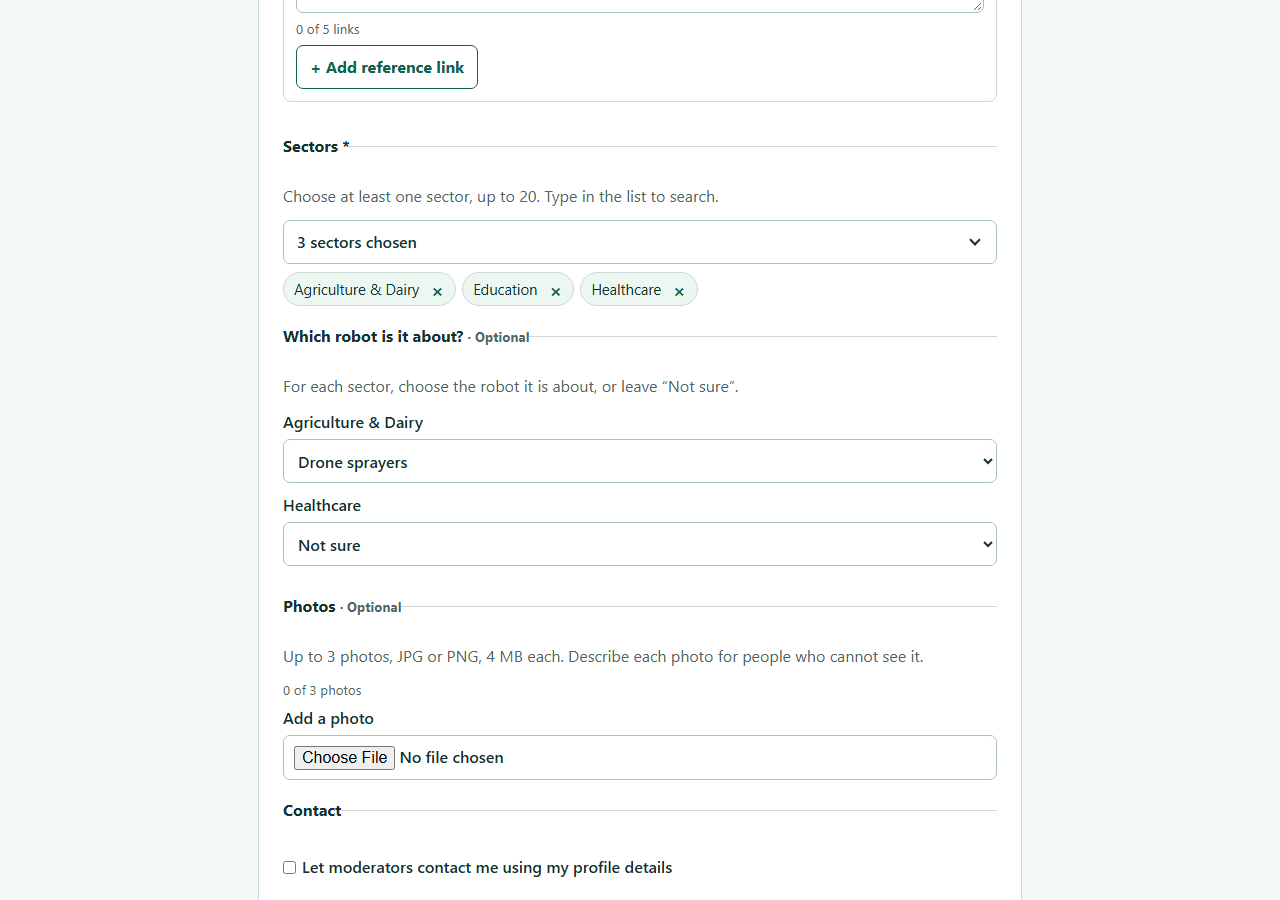 0 of 5 links
+ Add reference link
Sectors *
Choose at least one sector, up to 20. Type in the list to search.
3 sectors chosen
Agriculture & Dairy × Education × Healthcare ×
Which robot is it about? · Optional
For each sector, choose the robot it is about, or leave “Not sure”.
Agriculture & Dairy
Drone sprayers
Healthcare
Not sure
Photos · Optional
Up to 3 photos, JPG or PNG, 4 MB each. Describe each photo for people who cannot see it.
0 of 3 photos
Add a photo
Choose File No file chosen
Contact
Let moderators contact me using my profile details